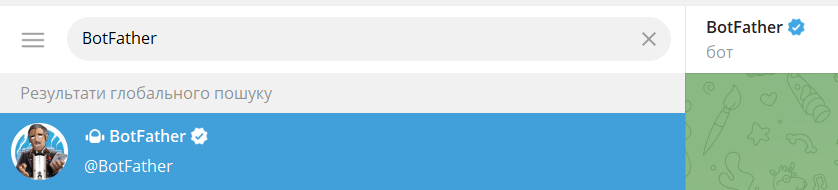 BotFather
Результати глобального пошуку
BotFather
@BotFather
BotFather
бот